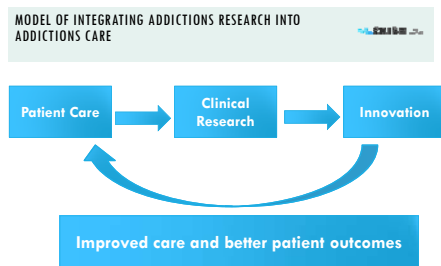 MODEL OF INTEGRATING ADDICTIONS RESEARCH INTO
ADDICTIONS CARE
Patient Care
Clinical
Research
Innovation
Improved care and better patient outcomes